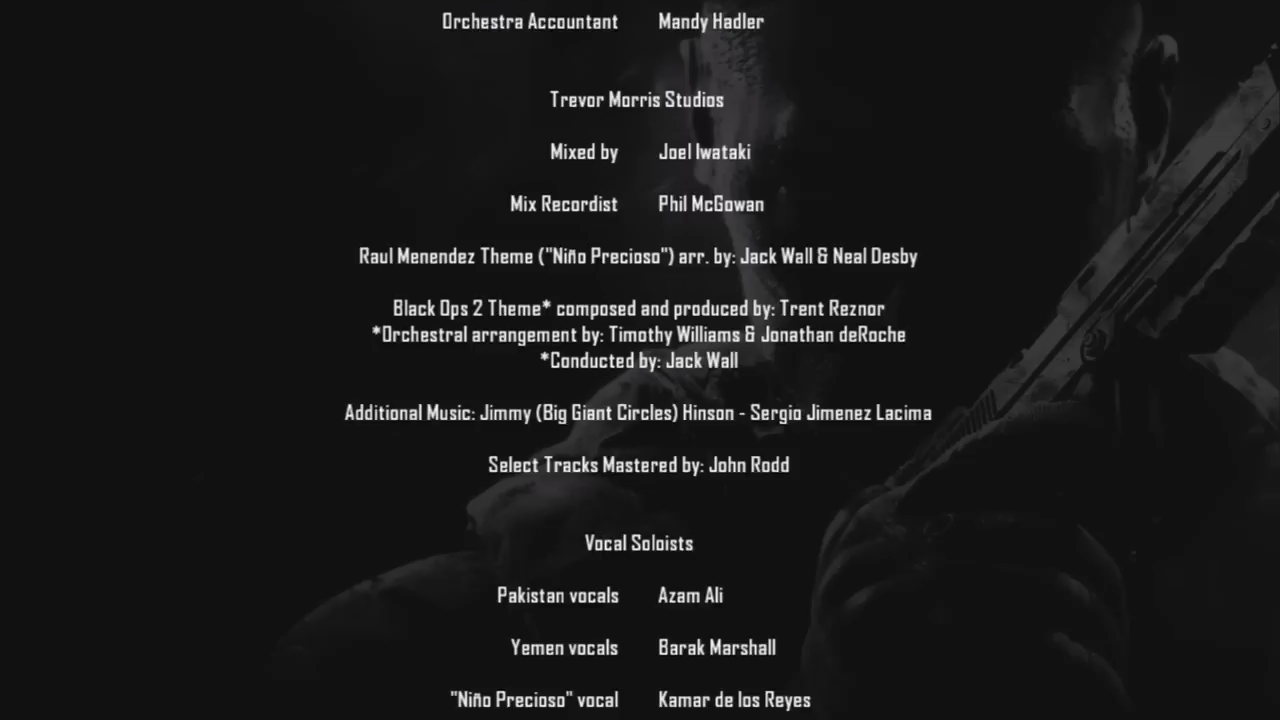 Orchestra Accountant Mandy Hadler
Trevor Morris Studios
Mixed by Joel Iwataki
Mix Recordist Phil McGowan
Raul Menendez Theme ("Niño Precioso") arr. by: Jack Wall & Neal Desby
Black Ops 2 Theme* composed and produced by: Trent Reznor
*Orchestral arrangement by: Timothy Williams & Jonathan deRoche
*Conducted by: Jack Wall
Additional Music: Jimmy (Big Giant Circles) Hinson - Sergio Jimenez Lacima
Select Tracks Mastered by: John Rodd
Vocal Soloists
Pakistan vocals Azam Ali
Yemen vocals Barak Marshall
"Niño Precioso" vocal Kamar de los Reyes